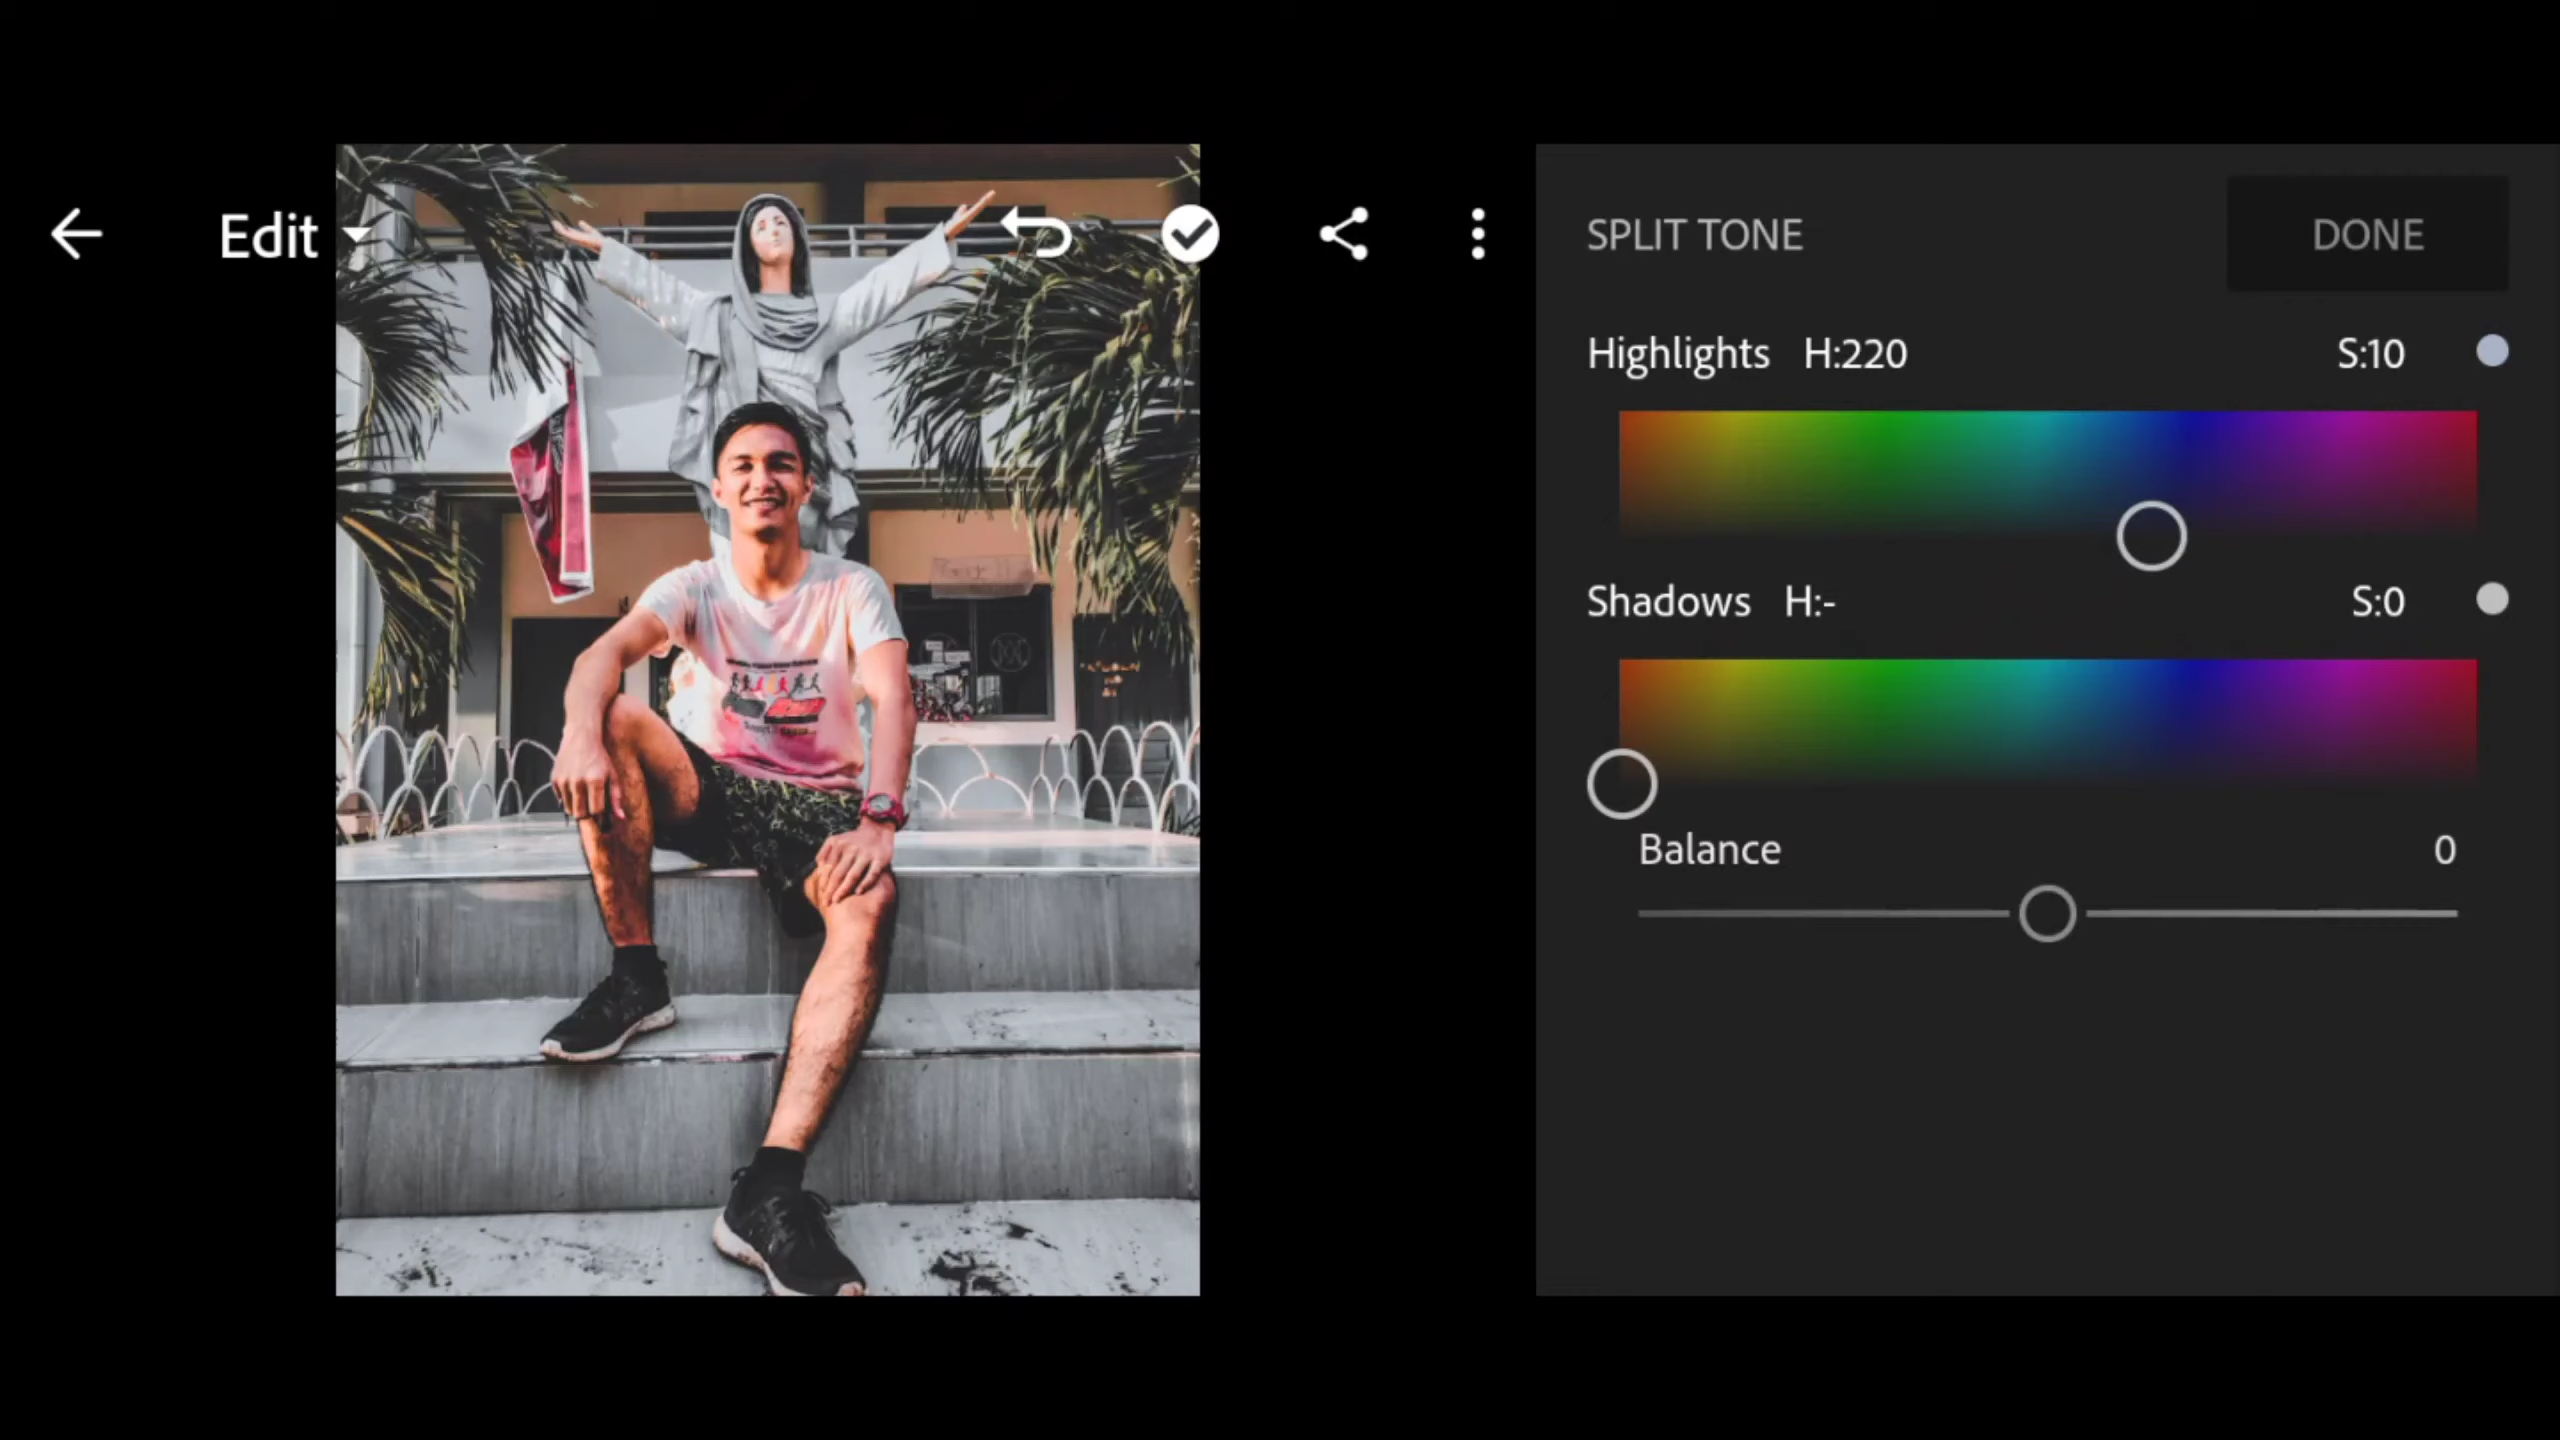 Edit
SPLIT TONE
DONE
Highlights H:220 S:10
Shadows H:- S:0
Balance 0